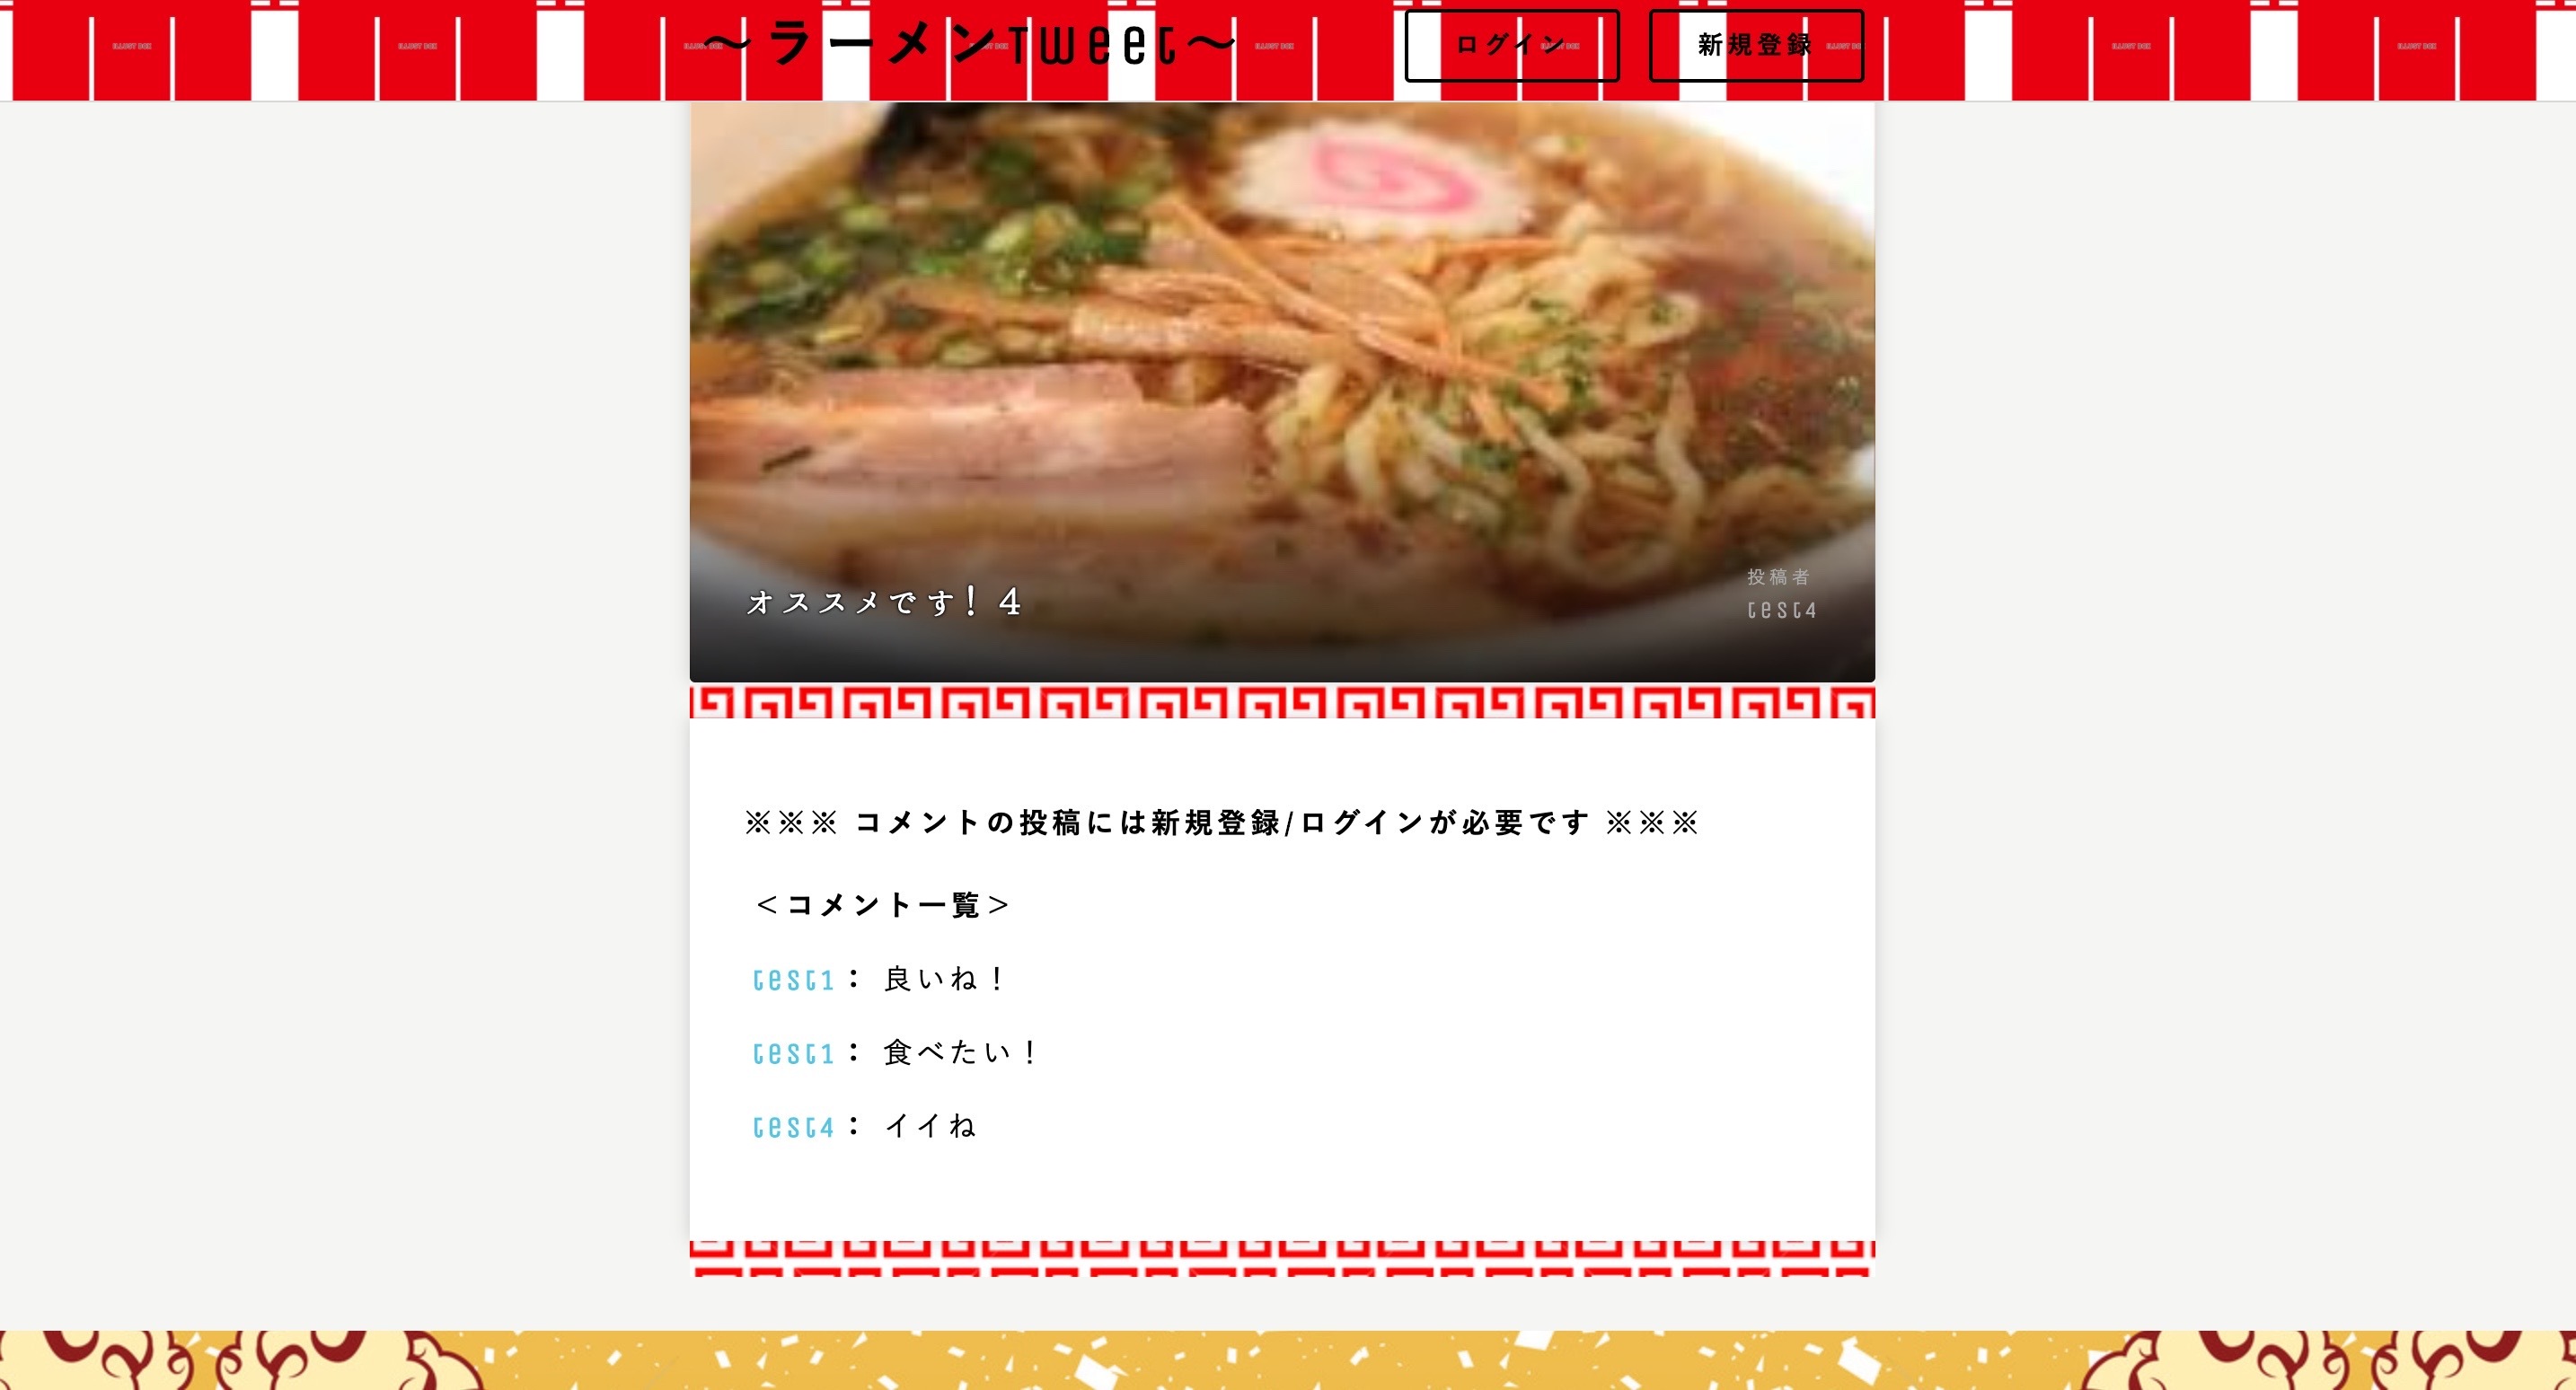 〜ラーメンTweet〜
ログイン
新規登録
オススメです！４
投稿者
test4
※※※ コメントの投稿には新規登録/ログインが必要です ※※※
＜コメント一覧＞
test1： 良いね！
test1： 食べたい！
test4： イイね